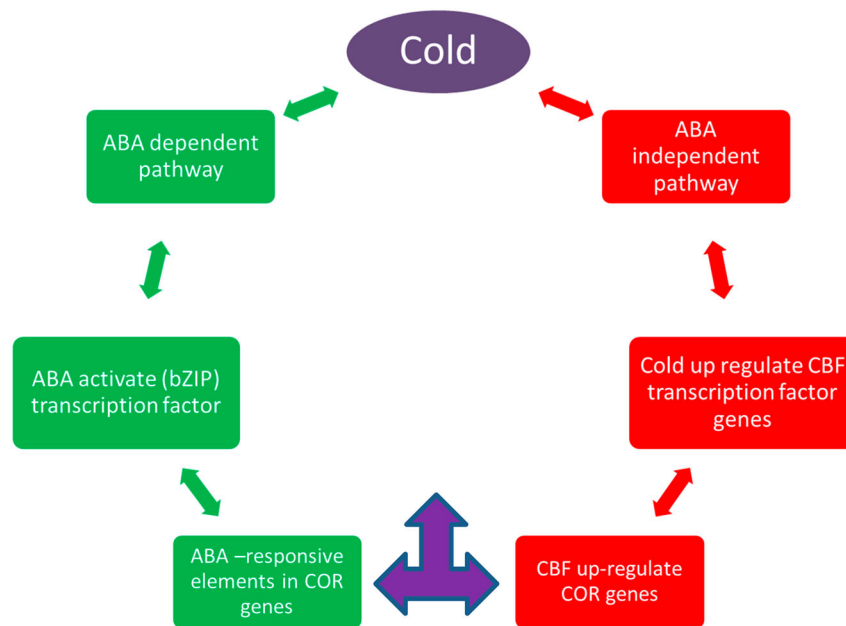 Cold
ABA dependent
pathway
ABA
independent
pathway
ABA activate (bZIP)
transcription factor
Cold up regulate CBF
transcription factor
genes
ABA –responsive
elements in COR
genes
CBF up-regulate
COR genes